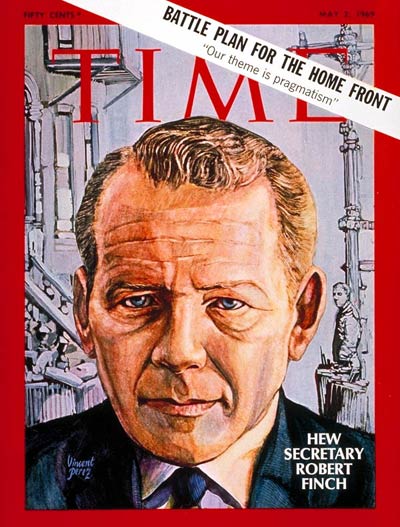 FIFTY CENTS
MAY 2, 1969
BATTLE PLAN FOR THE HOME FRONT
"Our theme is pragmatism"
TIME
HEW
SECRETARY
ROBERT
FINCH
Vincent
Perez